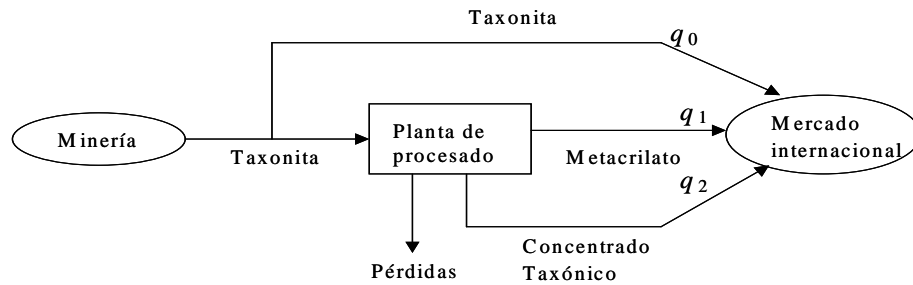 Taxonita
q0
Minería
Taxonita
Planta de
procesado
q1
Metacrilato
Mercado
internacional
q2
Pérdidas
Concentrado
Taxónico